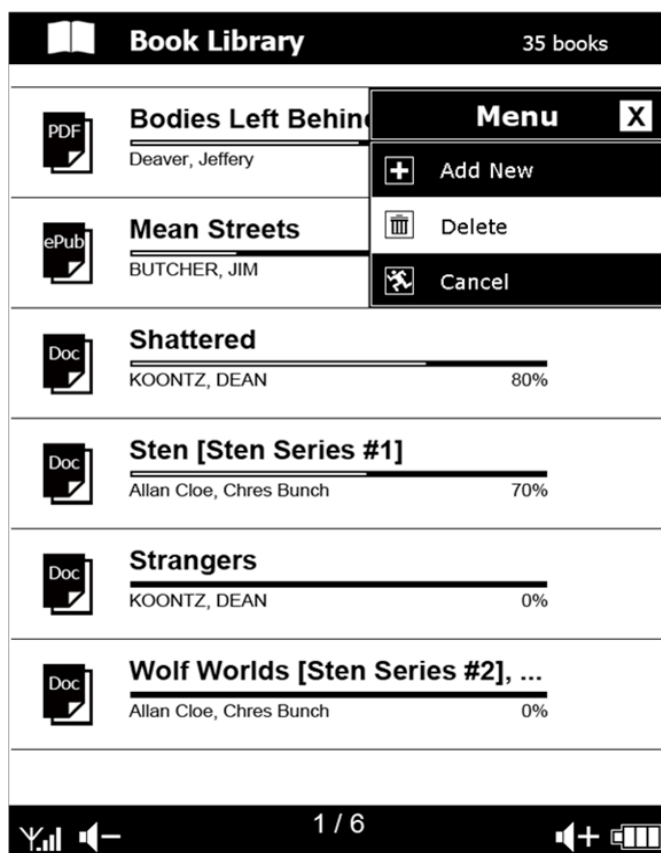 Book Library
35 books
PDF
Bodies Left Behin
Deaver, Jeffery
Menu X
Add New
Delete
Cancel
ePub
Mean Streets
BUTCHER, JIM
Doc
Shattered
KOONTZ, DEAN
80%
Doc
Sten [Sten Series #1]
Allan Cloe, Chres Bunch
70%
Doc
Strangers
KOONTZ, DEAN
0%
Doc
Wolf Worlds [Sten Series #2], ...
Allan Cloe, Chres Bunch
0%
1 / 6